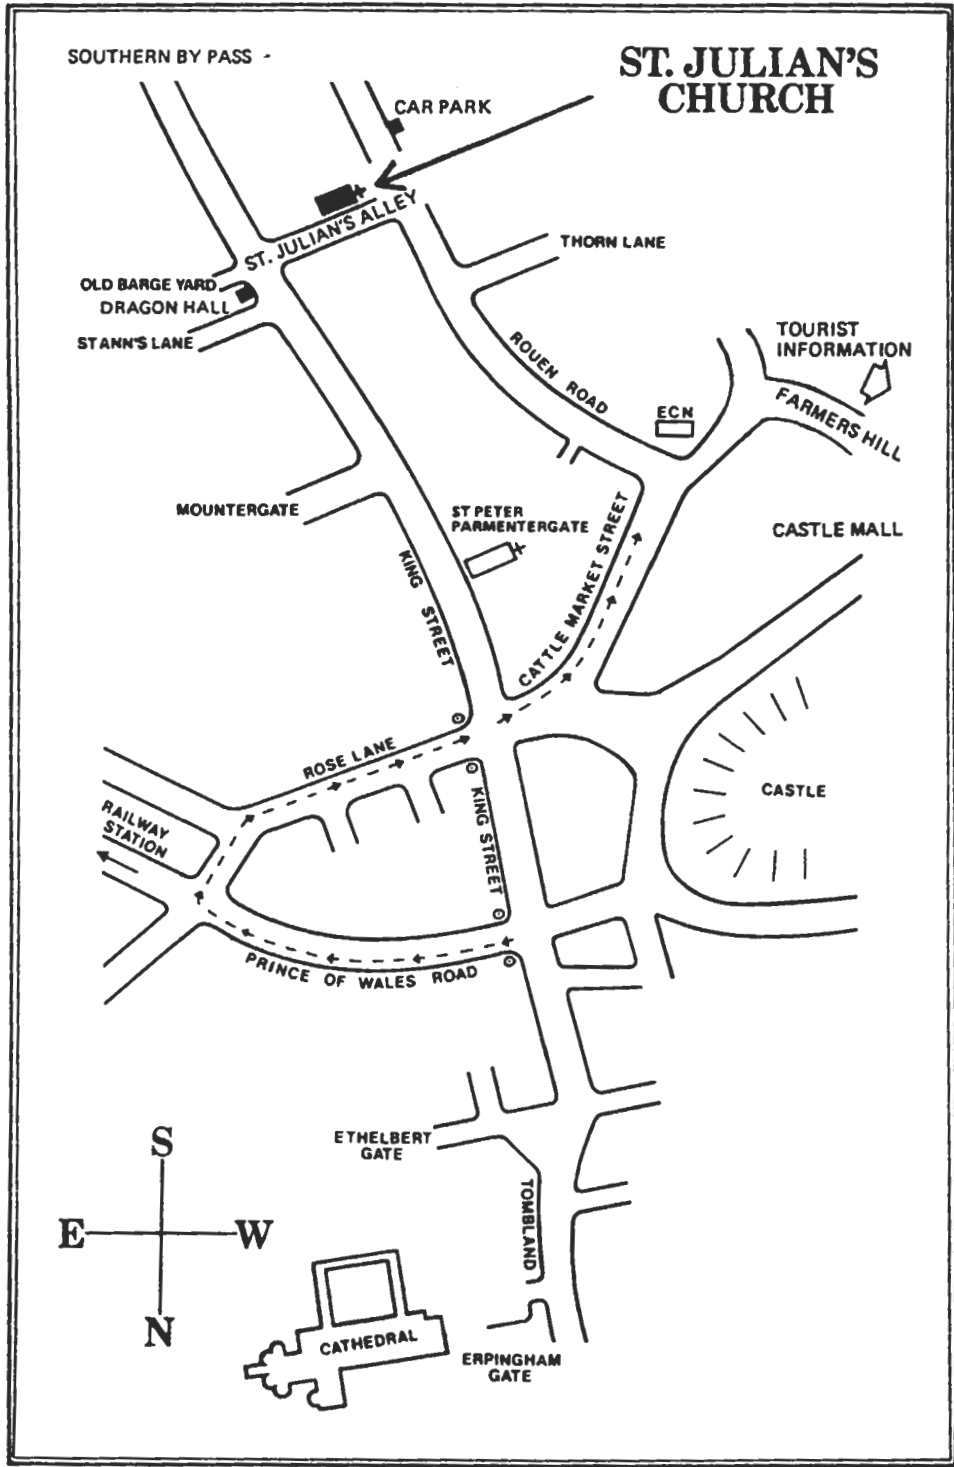 SOUTHERN BY PASS -
ST. JULIAN'S
CHURCH
CAR PARK
ST. JULIAN'S ALLEY
THORN LANE
OLD BARGE YARD
DRAGON HALL
ST ANN'S LANE
TOURIST
INFORMATION
ROUEN ROAD
FARMERS HILL
ECN
MOUNTERGATE
ST PETER
PARMENTERGATE
CASTLE MALL
KING STREET
CATTLE MARKET STREET
ROSE LANE
CASTLE
RAILWAY
STATION
KING STREET
PRINCE OF WALES ROAD
ETHELBERT
GATE
S
E W
N
TOMBLAND
CATHEDRAL
ERPINGHAM
GATE